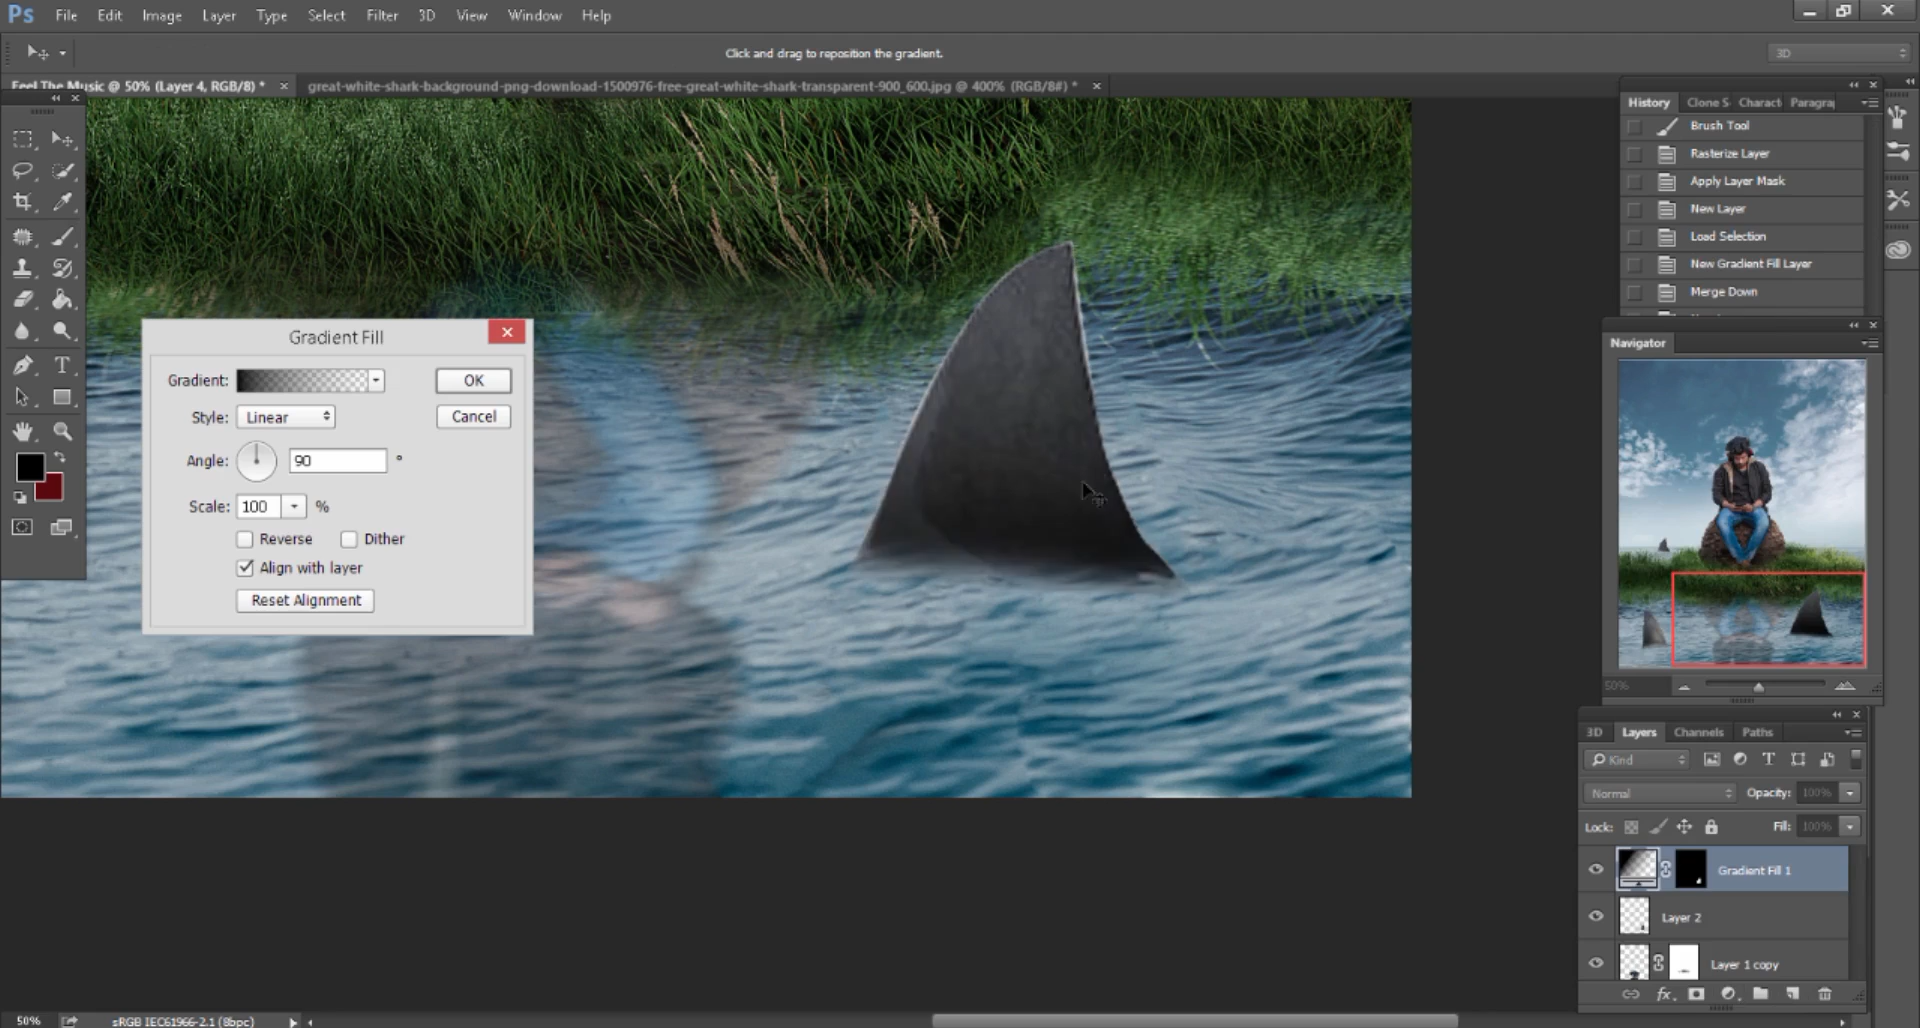 Ps File Edit Image Layer Type Select Filter 3D View Window Help
Click and drag to reposition the gradient.
3D
Feel The Music @ 50% (Layer 4, RGB/8) *
great-white-shark-background-png-download-1500976-free-great-white-shark-transparent-900_600.jpg @ 400% (RGB/8#) *
History Clone S Charact Paragra
Brush Tool
Rasterize Layer
Apply Layer Mask
New Layer
Load Selection
New Gradient Fill Layer
Merge Down
Gradient Fill
Gradient:
OK
Style: Linear
Cancel
Angle: 90 °
Scale: 100 %
Reverse Dither
Align with layer
Reset Alignment
Navigator
50%
3D Layers Channels Paths
Kind
Normal Opacity: 100%
Lock: Fill: 100%
Gradient Fill 1
Layer 2
Layer 1 copy
fx
50% sRGB IEC61966-2.1 (8bpc)